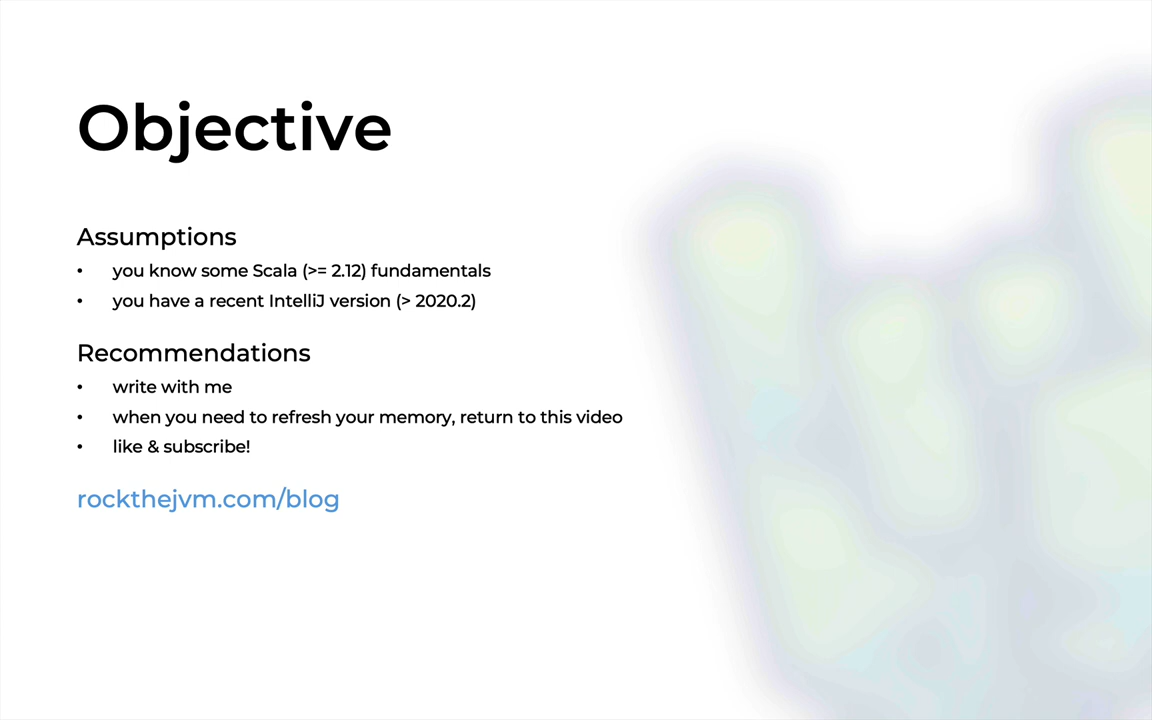 Objective
Assumptions
• you know some Scala (>= 2.12) fundamentals
• you have a recent IntelliJ version (> 2020.2)
Recommendations
• write with me
• when you need to refresh your memory, return to this video
• like & subscribe!
rockthejvm.com/blog